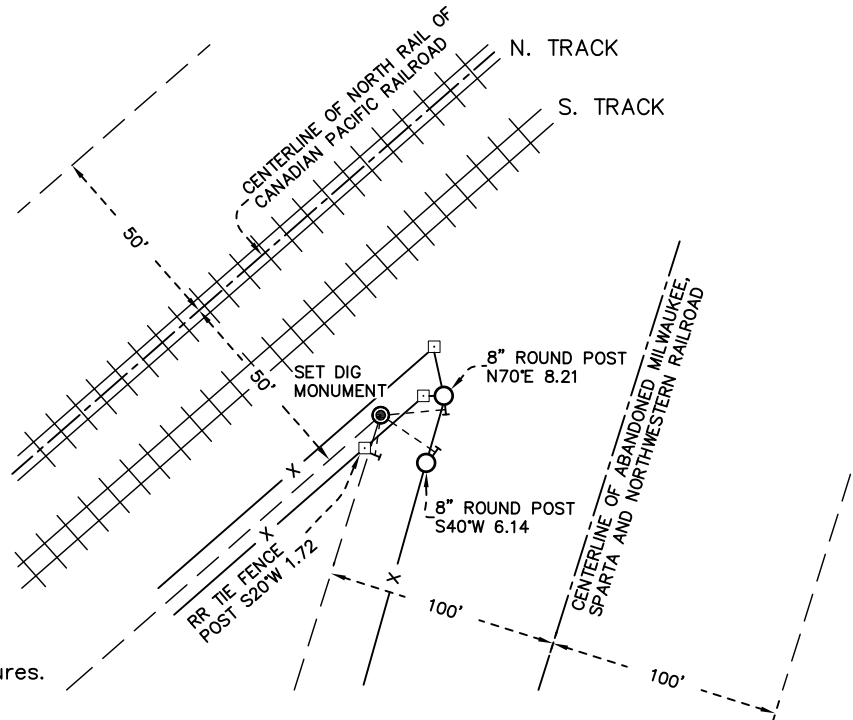 N. TRACK
S. TRACK
CENTERLINE OF NORTH RAIL OF
CANADIAN PACIFIC RAILROAD
50'
50'
SET DIG
MONUMENT
8" ROUND POST
N70°E 8.21
8" ROUND POST
S40°W 6.14
CENTERLINE OF ABANDONED MILWAUKEE,
SPARTA AND NORTHWESTERN RAILROAD
X
X
X
RR TIE FENCE
POST S20°W 1.72
100'
100'
ures.